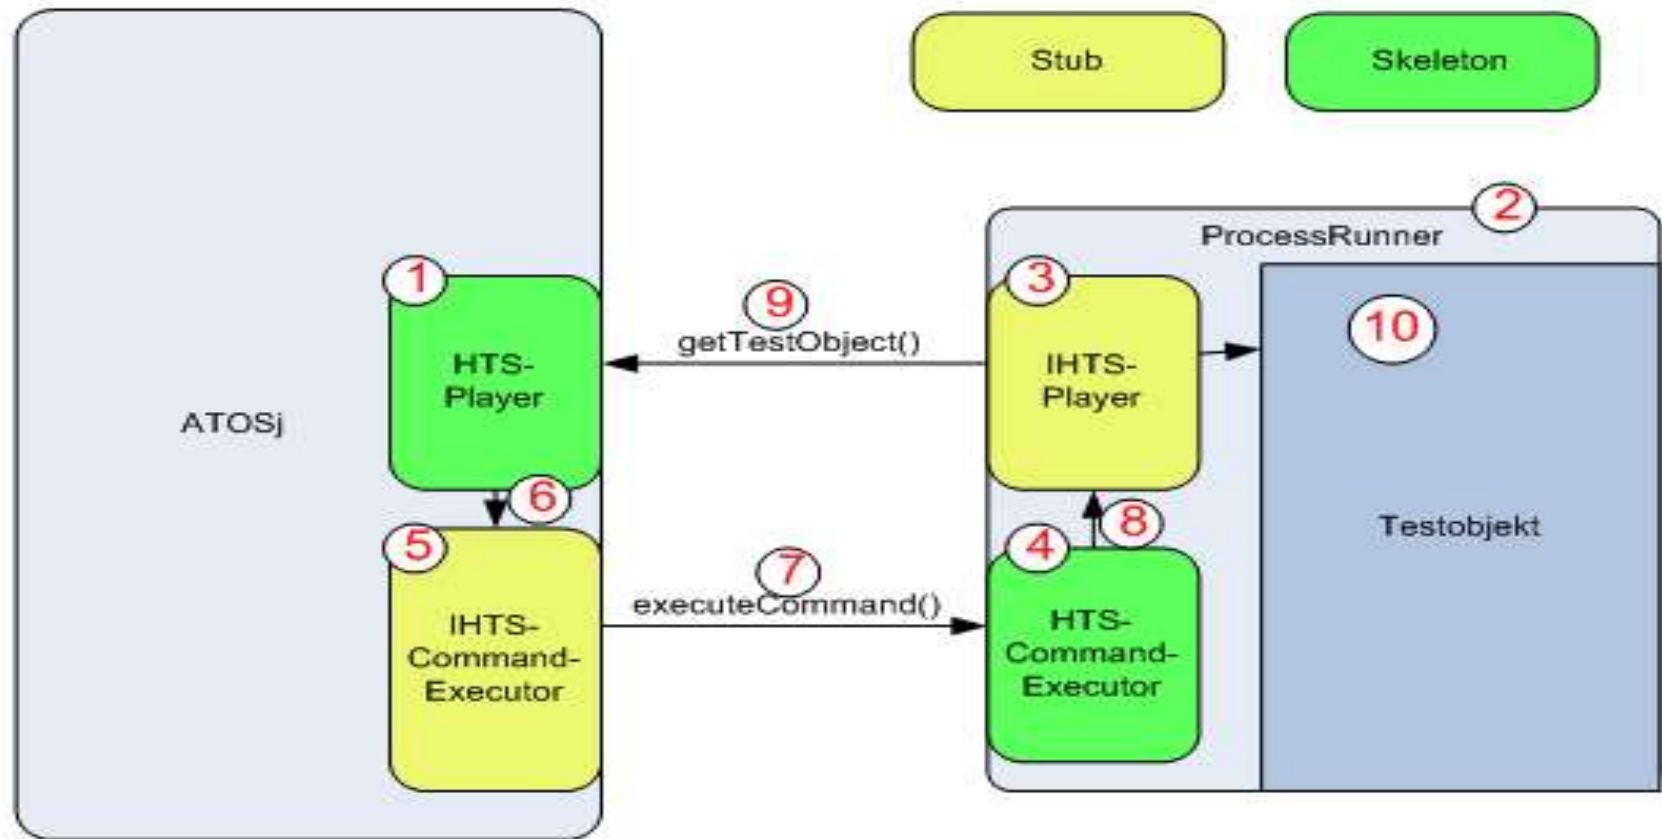 Stub
Skeleton
2
ProcessRunner
1
HTS-
Player
9
getTestObject()
3
IHTS-
Player
10
ATOSj
6
8
5
IHTS-
Command-
Executor
7
executeCommand()
4
HTS-
Command-
Executor
Testobjekt